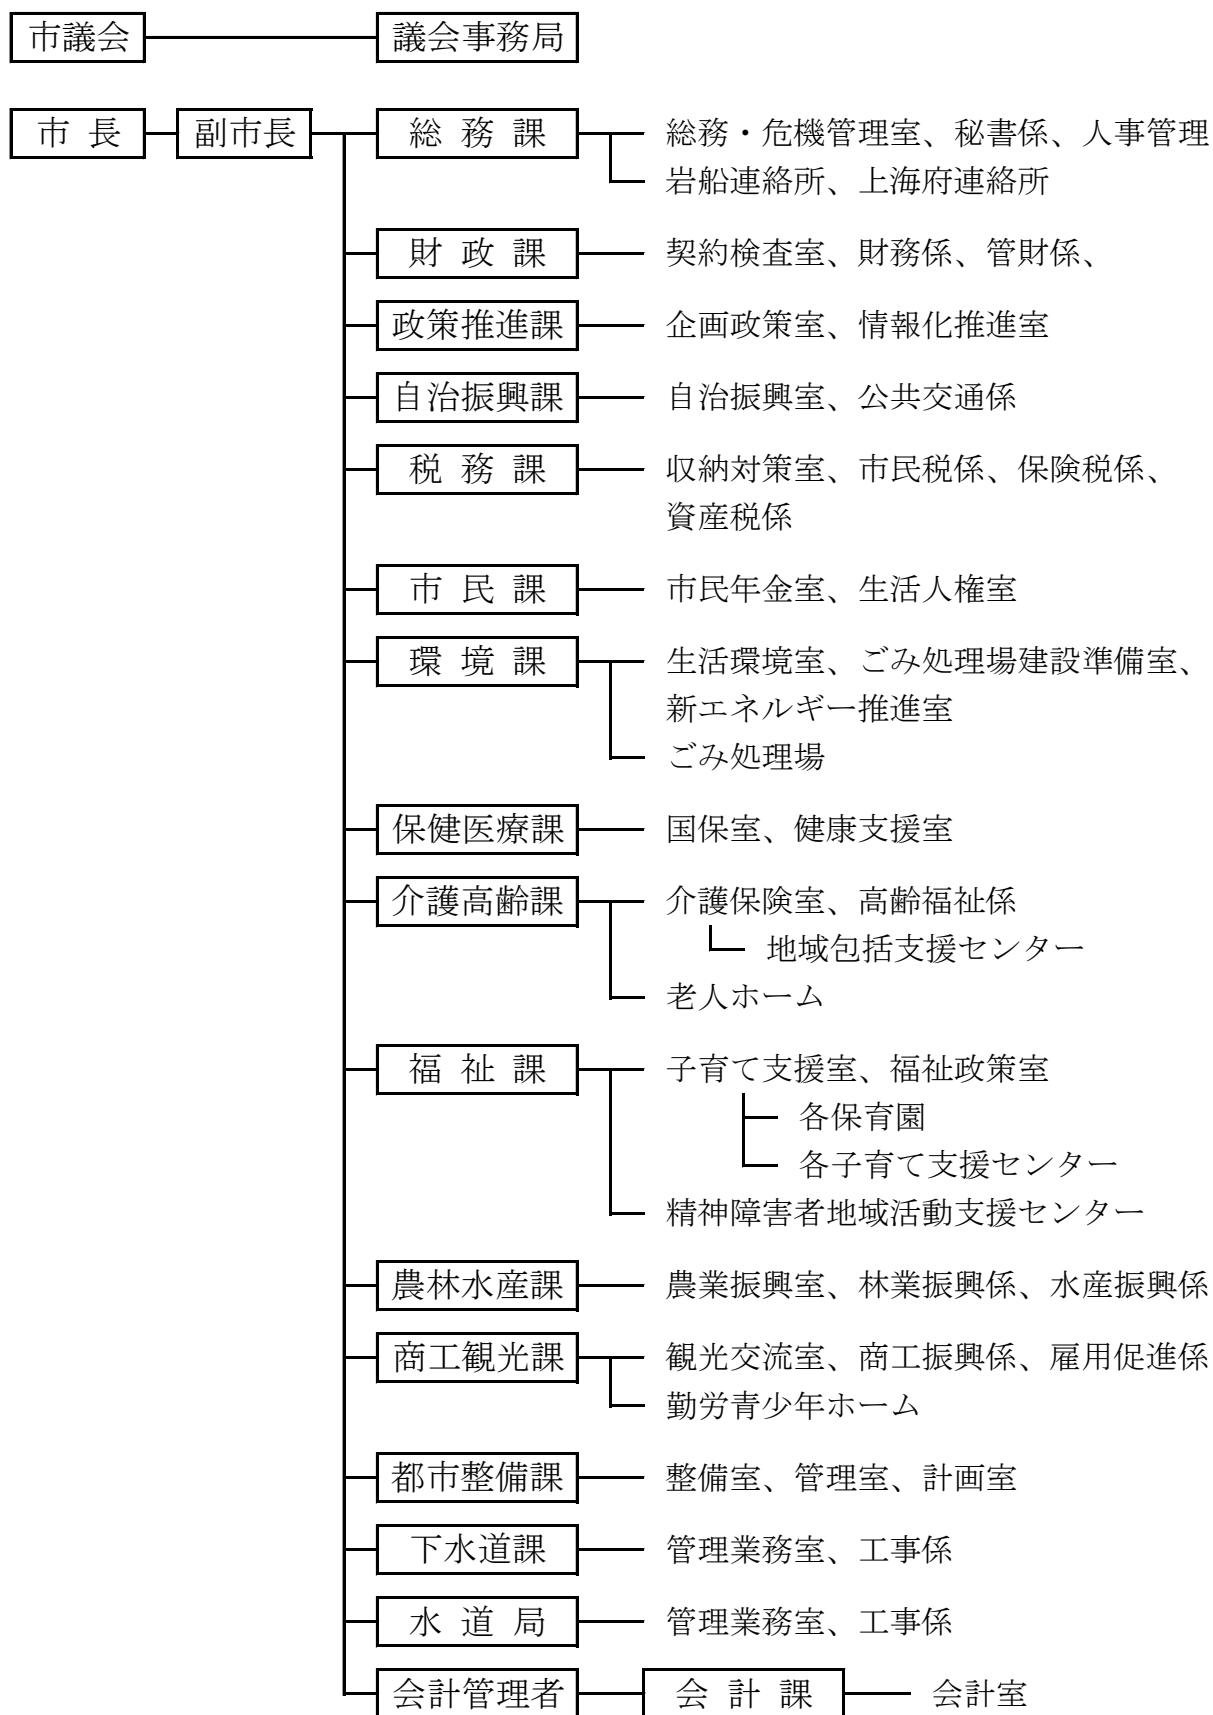 市議会 議会事務局
市 長 副市長 総 務 課 総務・危機管理室、秘書係、人事管理
岩船連絡所、上海府連絡所
財 政 課 契約検査室、財務係、管財係、
政策推進課 企画政策室、情報化推進室
自治振興課 自治振興室、公共交通係
税 務 課 収納対策室、市民税係、保険税係、
資産税係
市 民 課 市民年金室、生活人権室
環 境 課 生活環境室、ごみ処理場建設準備室、
新エネルギー推進室
ごみ処理場
保健医療課 国保室、健康支援室
介護高齢課 介護保険室、高齢福祉係
地域包括支援センター
老人ホーム
福 祉 課 子育て支援室、福祉政策室
各保育園
各子育て支援センター
精神障害者地域活動支援センター
農林水産課 農業振興室、林業振興係、水産振興係
商工観光課 観光交流室、商工振興係、雇用促進係
勤労青少年ホーム
都市整備課 整備室、管理室、計画室
下水道課 管理業務室、工事係
水 道 局 管理業務室、工事係
会計管理者 会 計 課 会計室